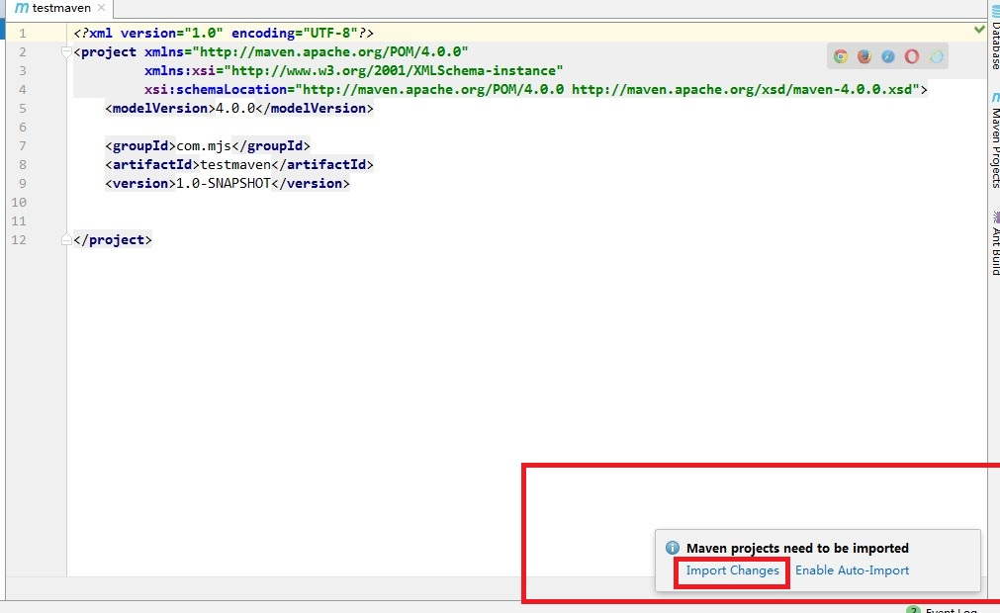 testmaven
1 <?xml version="1.0" encoding="UTF-8"?>
2 <project xmlns="http://maven.apache.org/POM/4.0.0"
3 xmlns:xsi="http://www.w3.org/2001/XMLSchema-instance"
4 xsi:schemaLocation="http://maven.apache.org/POM/4.0.0 http://maven.apache.org/xsd/maven-4.0.0.xsd">
5 <modelVersion>4.0.0</modelVersion>
6
7 <groupId>com.mjs</groupId>
8 <artifactId>testmaven</artifactId>
9 <version>1.0-SNAPSHOT</version>
10
11
12 </project>
Database
Maven Projects
Ant Build
Maven projects need to be imported
Import Changes Enable Auto-Import
2 Event Log